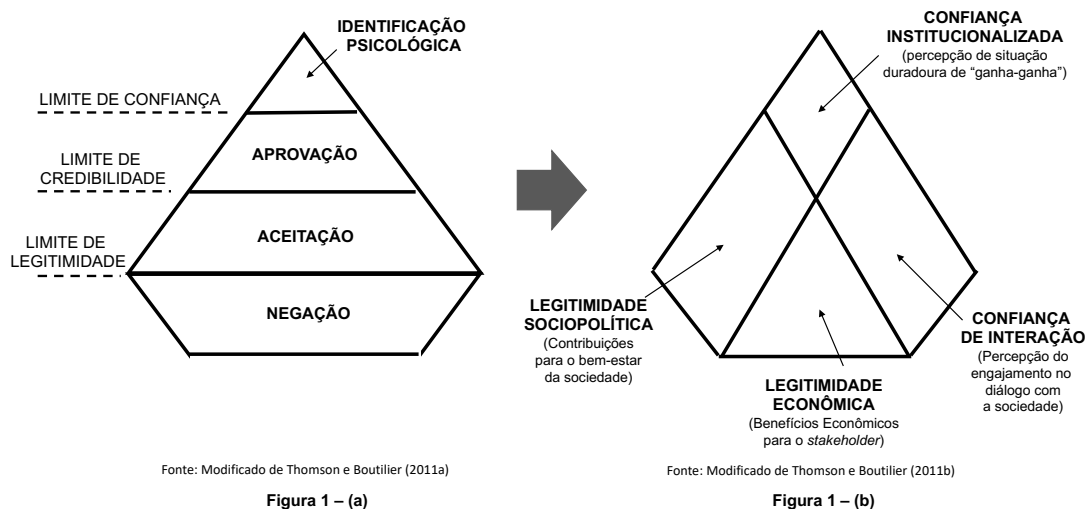 IDENTIFICAÇÃO
PSICOLÓGICA
LIMITE DE CONFIANÇA
APROVAÇÃO
LIMITE DE
CREDIBILIDADE
ACEITAÇÃO
LIMITE DE
LEGITIMIDADE
NEGAÇÃO
Fonte: Modificado de Thomson e Boutilier (2011a)
Figura 1 – (a)
CONFIANÇA
INSTITUCIONALIZADA
(percepção de situação
duradoura de “ganha-ganha”)
LEGITIMIDADE
SOCIOPOLÍTICA
(Contribuições
para o bem-estar
da sociedade)
LEGITIMIDADE
ECONÔMICA
(Benefícios Econômicos
para o stakeholder)
CONFIANÇA
DE INTERAÇÃO
(Percepção do
engajamento no
diálogo com
a sociedade)
Fonte: Modificado de Thomson e Boutilier (2011b)
Figura 1 – (b)